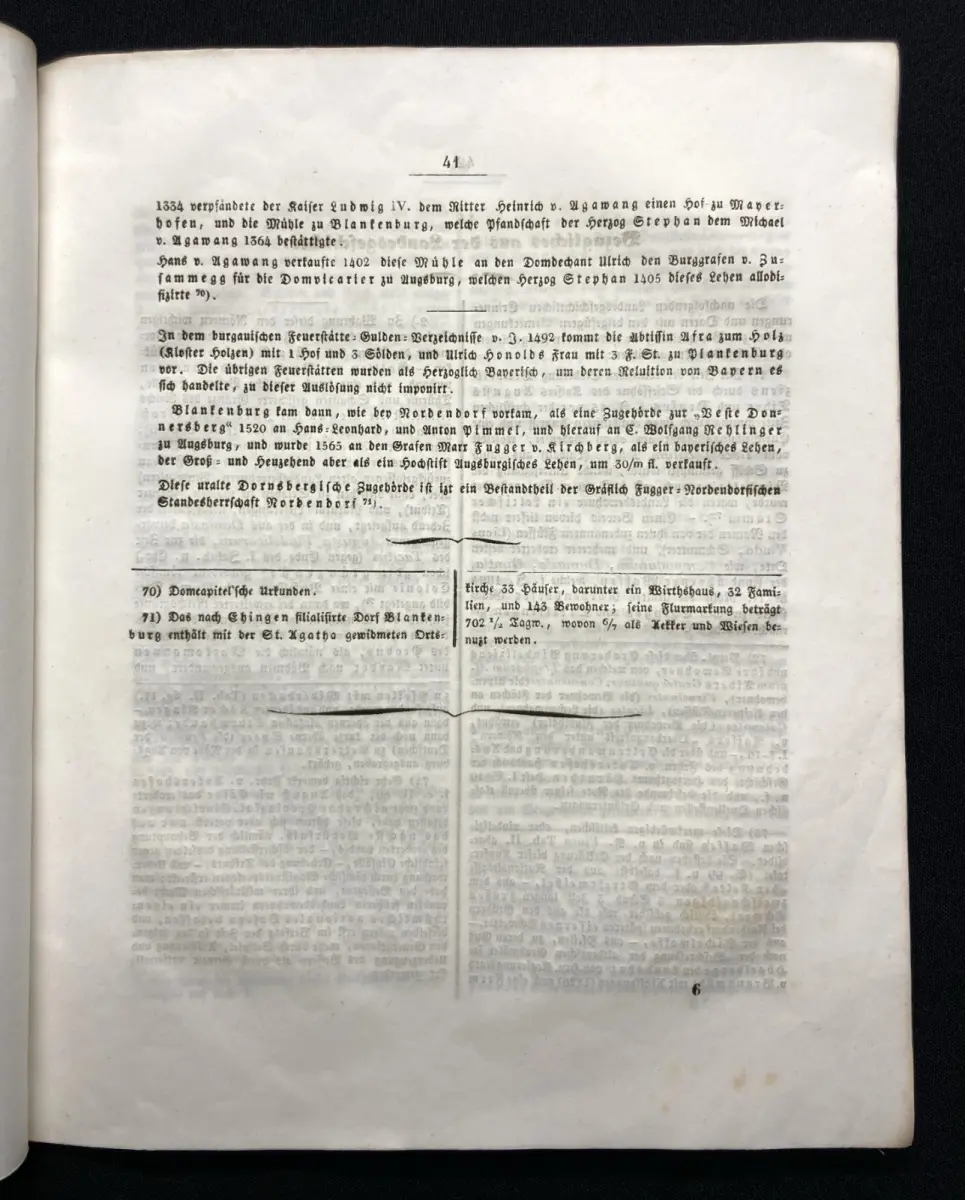 41
1334 verpfändete der Kaiser Ludwig IV. dem Ritter Heinrich v. Agawang einen Hof zu Mayer=
hofen, und die Mühle zu Blankenburg, welche Pfandschaft der Herzog Stephan dem Michael
v. Agawang 1364 bestättigte.
Hans v. Agawang verkaufte 1402 diese Mühle an den Domdechant Ulrich den Burggrafen v. Zu=
sammegg für die Domvicarier zu Augsburg, welchen Herzog Stephan 1405 dieses Lehen allodi=
fizirte 70).
In dem burgauischen Feuerstätte=Gulden=Verzeichnisse v. J. 1492 kommt die Äbtissin Afra zum Holz
(Kloster Holzen) mit 1 Hof und 3 Sölden, und Ulrich Honolds Frau mit 3 F. St. zu Plankenburg
vor. Die übrigen Feuerstätten wurden als Herzoglich Bayerisch, um deren Reluition von Bayern es
sich handelte, zu dieser Auslösung nicht imponirt.
Blankenburg kam dann, wie bey Nordendorf vorkam, als eine Zugehörde zur „Veste Don=
nersberg“ 1520 an Hans=Leonhard, und Anton Pimmel, und hierauf an C. Wolfgang Rehlinger
zu Augsburg, und wurde 1565 an den Grafen Marx Fugger v. Kirchberg, als ein bayerisches Lehen,
der Groß= und Heuzehend aber als ein Hochstift Augsburgisches Lehen, um 30/m fl. verkauft.
Diese uralte Dornsbergische Zugehörde ist izt ein Bestandtheil der Gräflich Fugger=Nordendorfischen
Standesherrschaft Nordendorf 71).
70) Domcapitel'sche Urkunden.
71) Das nach Ehingen filialisirte Dorf Blanken=
burg enthält mit der St. Agatha gewidmeten Orts=
kirche 33 Häuser, darunter ein Wirthshaus, 32 Fami=
lien, und 143 Bewohner; seine Flurmarkung beträgt
702 1/2 Tagw., wovon 6/7 als Aekker und Wiesen be=
nuzt werden.
6